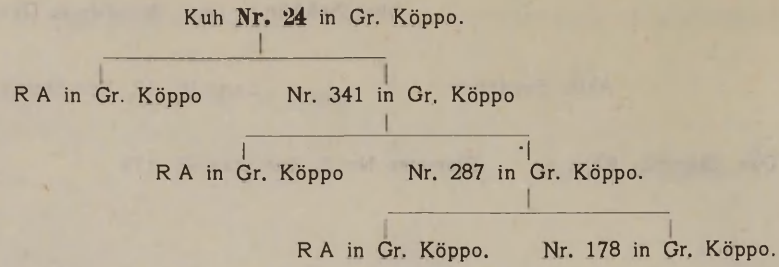 Kuh Nr. 24 in Gr. Köppo.
R A in Gr. Köppo Nr. 341 in Gr. Köppo
R A in Gr. Köppo Nr. 287 in Gr. Köppo.
R A in Gr. Köppo. Nr. 178 in Gr. Köppo.